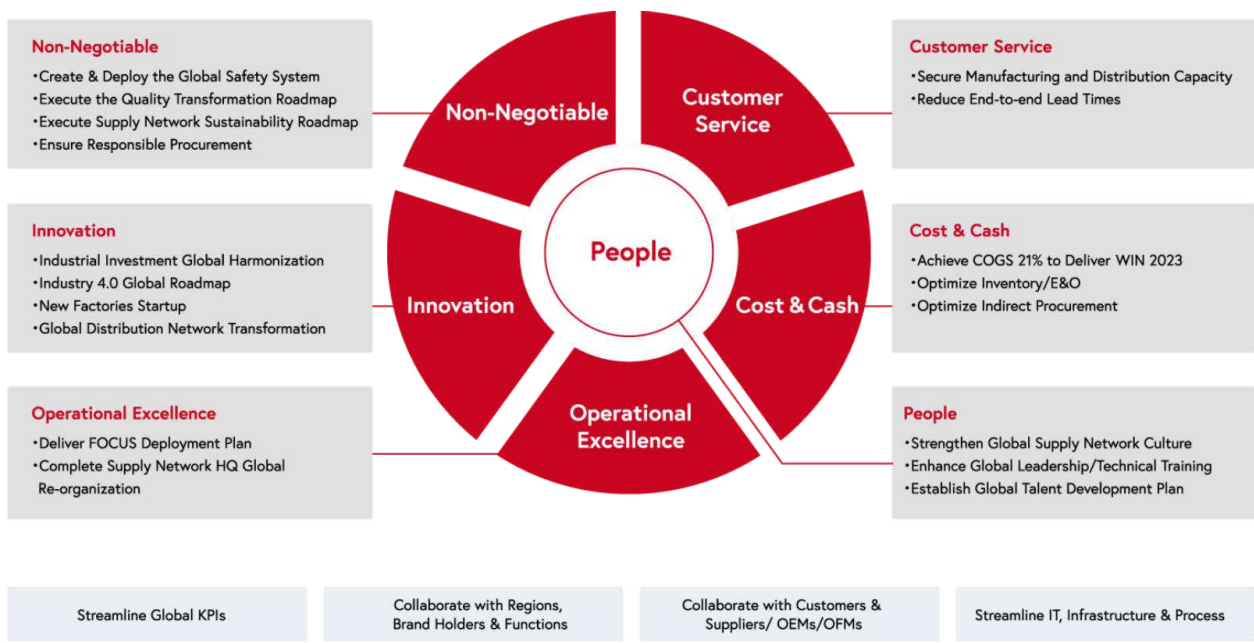 Non-Negotiable
•Create & Deploy the Global Safety System
•Execute the Quality Transformation Roadmap
•Execute Supply Network Sustainability Roadmap
•Ensure Responsible Procurement
Innovation
•Industrial Investment Global Harmonization
•Industry 4.0 Global Roadmap
•New Factories Startup
•Global Distribution Network Transformation
Operational Excellence
•Deliver FOCUS Deployment Plan
•Complete Supply Network HQ Global
Re-organization
Non-Negotiable
Customer
Service
Innovation
People
Cost & Cash
Operational
Excellence
Customer Service
•Secure Manufacturing and Distribution Capacity
•Reduce End-to-end Lead Times
Cost & Cash
•Achieve COGS 21% to Deliver WIN 2023
•Optimize Inventory/E&O
•Optimize Indirect Procurement
People
•Strengthen Global Supply Network Culture
•Enhance Global Leadership/Technical Training
•Establish Global Talent Development Plan
Streamline Global KPIs
Collaborate with Regions,
Brand Holders & Functions
Collaborate with Customers &
Suppliers/ OEMs/OFMs
Streamline IT, Infrastructure & Process